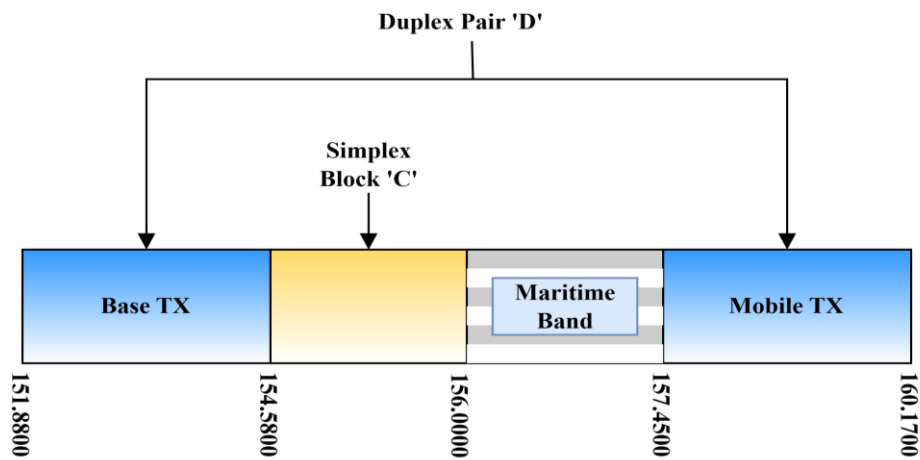 Duplex Pair 'D'
Simplex
Block 'C'
Base TX
Maritime
Band
Mobile TX
151.8800
154.5800
156.0000
157.4500
160.1700